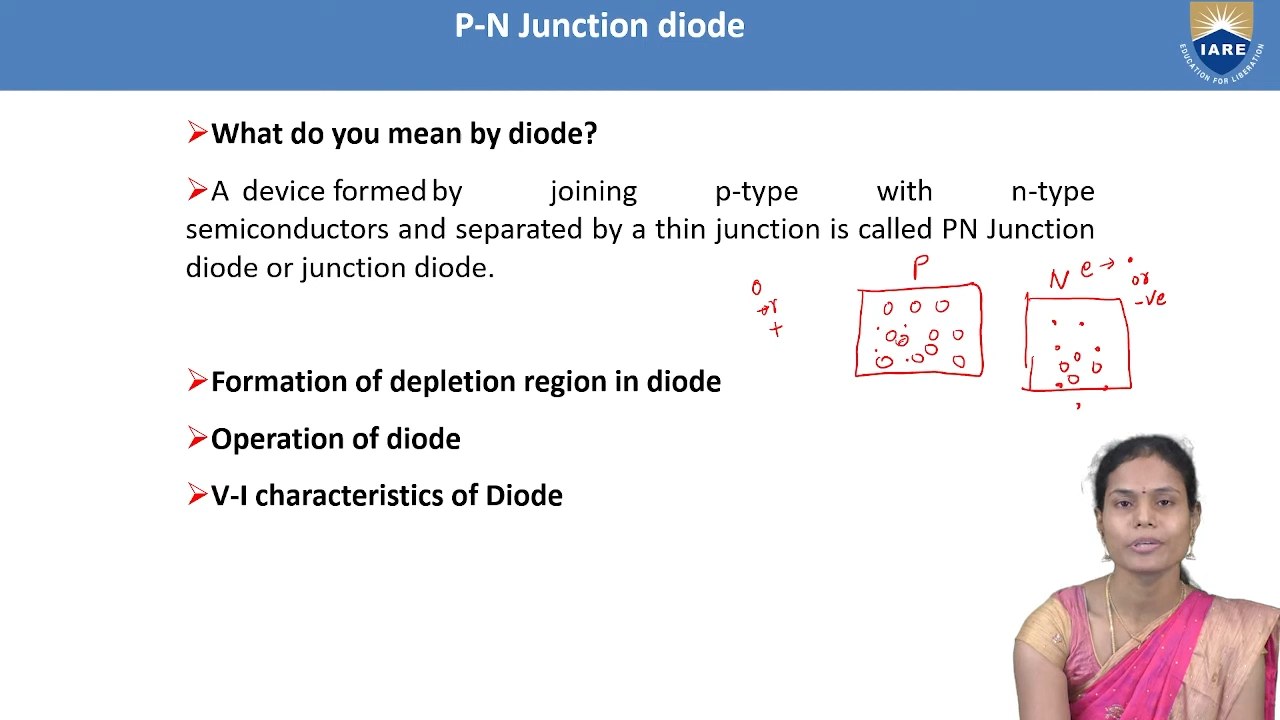 P-N Junction diode
IARE
EDUCATION FOR LIBERATION
➢What do you mean by diode?
➢A device formed by joining p-type with n-type
semiconductors and separated by a thin junction is called PN Junction
diode or junction diode.
P
N e → •
or
-ve
o
or
+
➢Formation of depletion region in diode
➢Operation of diode
➢V-I characteristics of Diode